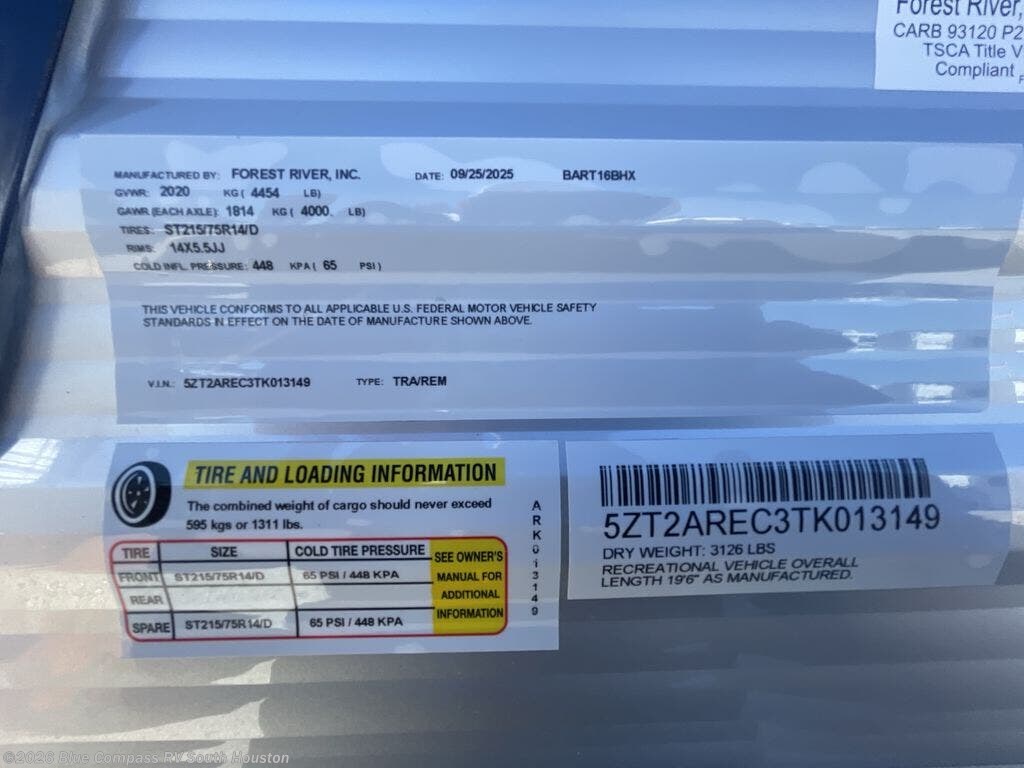 Forest River,
CARB 93120 P2
TSCA Title V
Compliant
MANUFACTURED BY: FOREST RIVER, INC. DATE: 09/25/2025 BART16BHX
GVWR: 2020 KG ( 4454 LB)
GAWR (EACH AXLE): 1814 KG ( 4000. LB)
TIRES: ST215/75R14/D
RIMS: 14X5.5JJ
COLD INFL. PRESSURE: 448 KPA ( 65 PSI )
THIS VEHICLE CONFORMS TO ALL APPLICABLE U.S. FEDERAL MOTOR VEHICLE SAFETY
STANDARDS IN EFFECT ON THE DATE OF MANUFACTURE SHOWN ABOVE.
V.I.N.: 5ZT2AREC3TK013149 TYPE: TRA/REM
TIRE AND LOADING INFORMATION
The combined weight of cargo should never exceed
595 kgs or 1311 lbs.
TIRE SIZE COLD TIRE PRESSURE
FRONT ST215/75R14/D 65 PSI / 448 KPA
REAR
SPARE ST215/75R14/D 65 PSI / 448 KPA
SEE OWNER'S
MANUAL FOR
ADDITIONAL
INFORMATION
ARK013149
5ZT2AREC3TK013149
DRY WEIGHT: 3126 LBS
RECREATIONAL VEHICLE OVERALL
LENGTH 19'6" AS MANUFACTURED.
©2026 Blue Compass RV South Houston